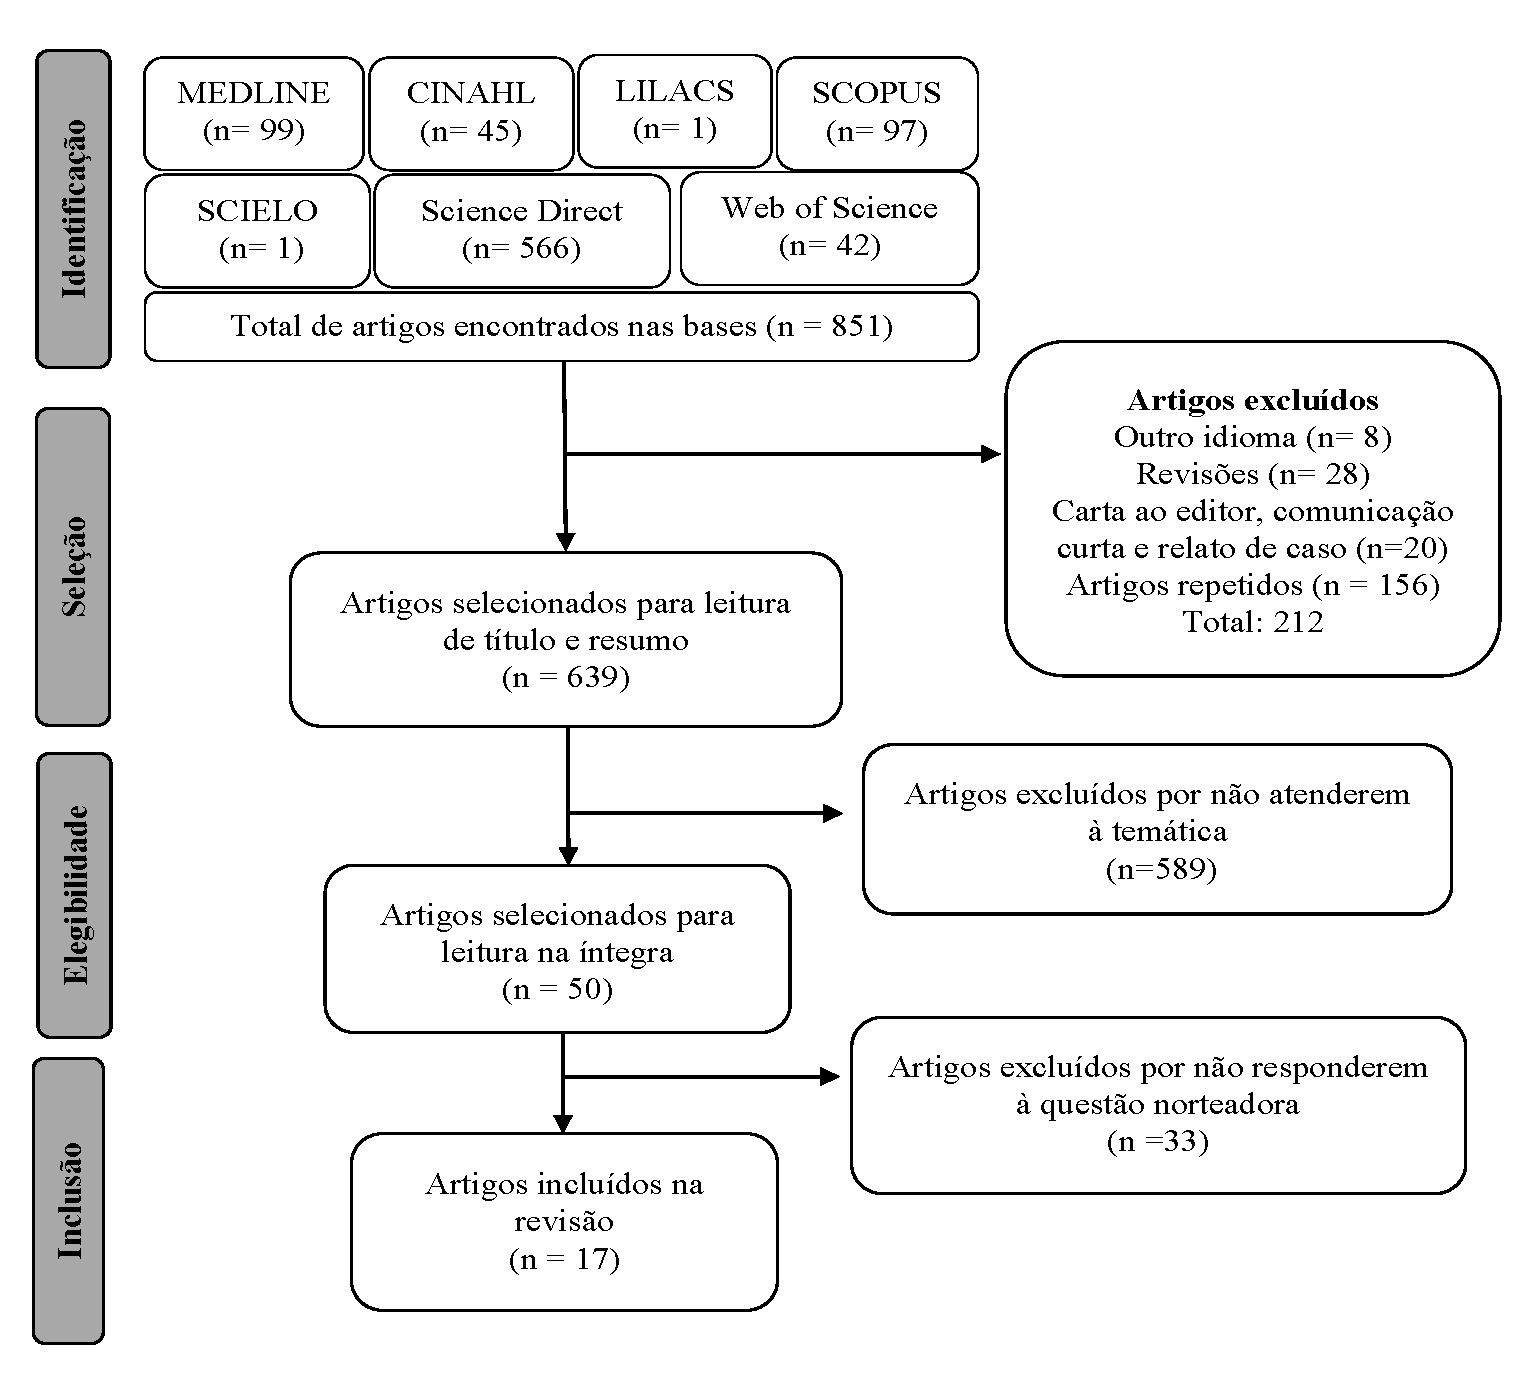 Identificação
MEDLINE
(n= 99)
CINAHL
(n= 45)
LILACS
(n= 1)
SCOPUS
(n= 97)
SCIELO
(n= 1)
Science Direct
(n= 566)
Web of Science
(n= 42)
Total de artigos encontrados nas bases (n = 851)
Seleção
Artigos excluídos
Outro idioma (n= 8)
Revisões (n= 28)
Carta ao editor, comunicação
curta e relato de caso (n=20)
Artigos repetidos (n = 156)
Total: 212
Artigos selecionados para leitura
de título e resumo
(n = 639)
Elegibilidade
Artigos excluídos por não atenderem
à temática
(n=589)
Artigos selecionados para
leitura na íntegra
(n = 50)
Inclusão
Artigos excluídos por não responderem
à questão norteadora
(n =33)
Artigos incluídos na
revisão
(n = 17)